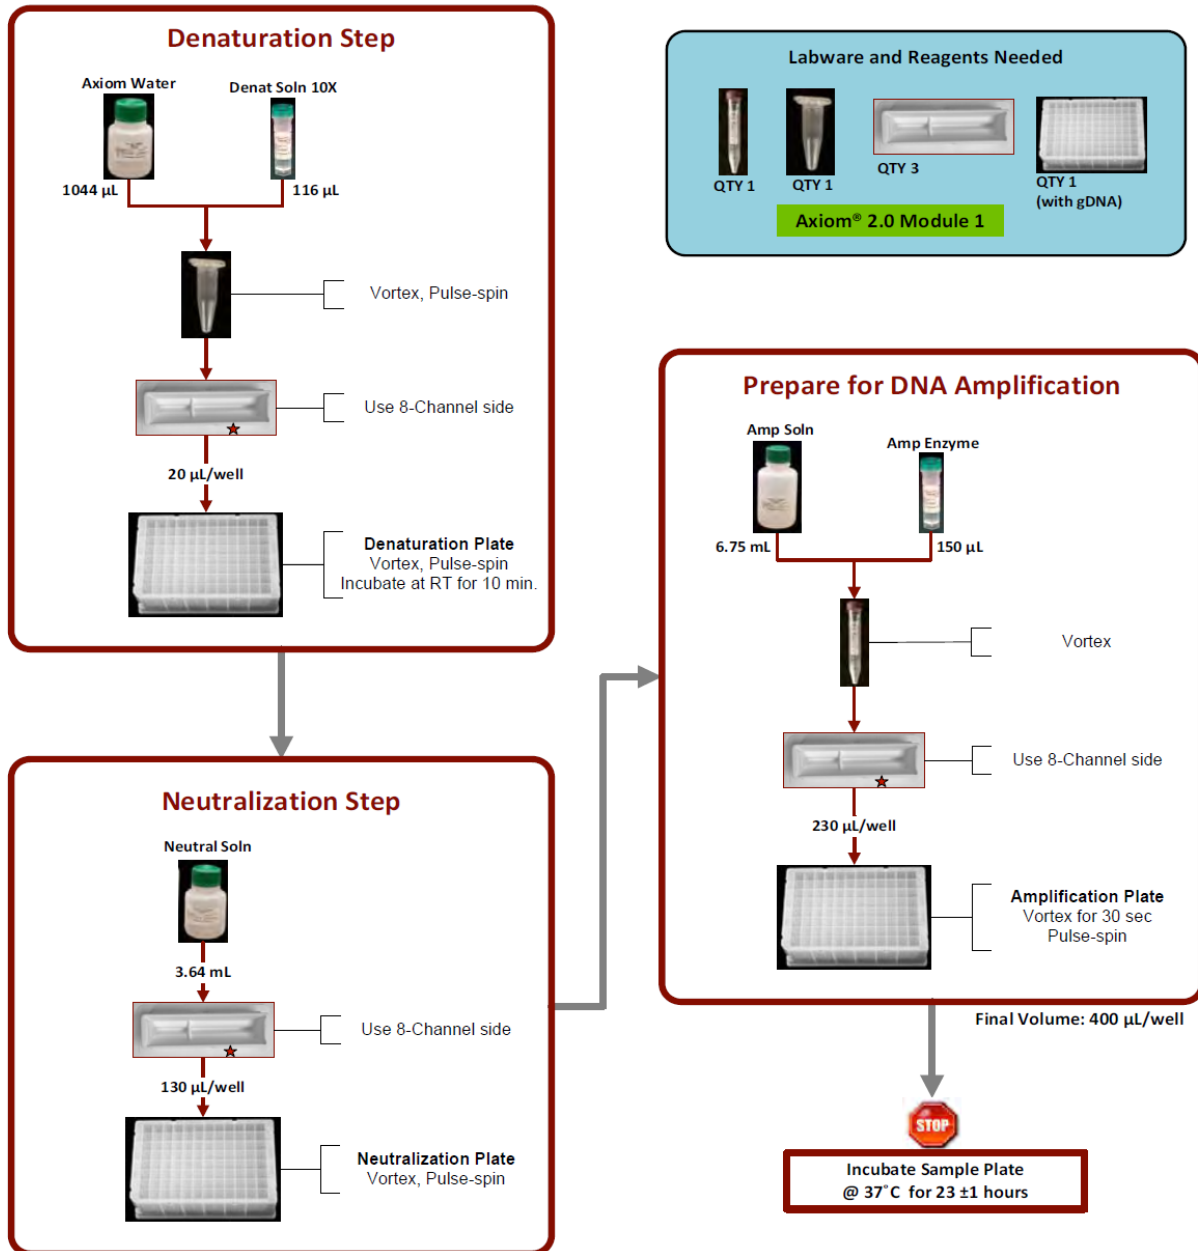 Denaturation Step
Axiom Water
Denat Soln 10X
1044 µL
116 µL
Vortex, Pulse-spin
Use 8-Channel side
20 µL/well
Denaturation Plate
Vortex, Pulse-spin
Incubate at RT for 10 min.
Neutralization Step
Neutral Soln
3.64 mL
Use 8-Channel side
130 µL/well
Neutralization Plate
Vortex, Pulse-spin
Labware and Reagents Needed
QTY 1
QTY 1
QTY 3
QTY 1
(with gDNA)
Axiom® 2.0 Module 1
Prepare for DNA Amplification
Amp Soln
Amp Enzyme
6.75 mL
150 µL
Vortex
Use 8-Channel side
230 µL/well
Amplification Plate
Vortex for 30 sec
Pulse-spin
Final Volume: 400 µL/well
STOP
Incubate Sample Plate
@ 37˚C for 23 ±1 hours